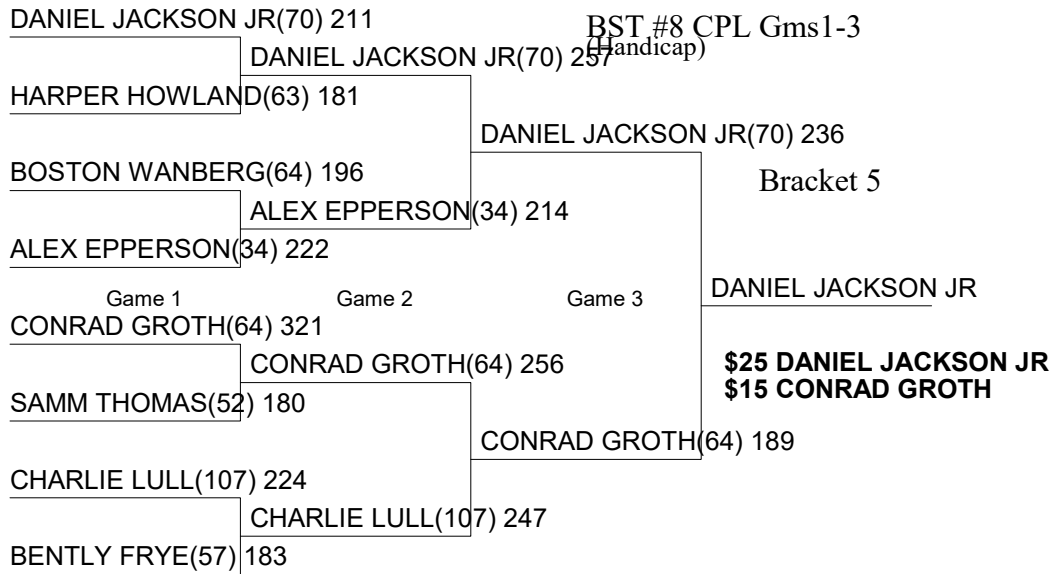 DANIEL JACKSON JR(70) 211
BST #8 CPL Gms1-3
(Handicap)
DANIEL JACKSON JR(70) 257
HARPER HOWLAND(63) 181
DANIEL JACKSON JR(70) 236
BOSTON WANBERG(64) 196
Bracket 5
ALEX EPPERSON(34) 214
ALEX EPPERSON(34) 222
Game 1
Game 2
Game 3
DANIEL JACKSON JR
CONRAD GROTH(64) 321
CONRAD GROTH(64) 256
$25 DANIEL JACKSON JR
$15 CONRAD GROTH
SAMM THOMAS(52) 180
CONRAD GROTH(64) 189
CHARLIE LULL(107) 224
CHARLIE LULL(107) 247
BENTLY FRYE(57) 183